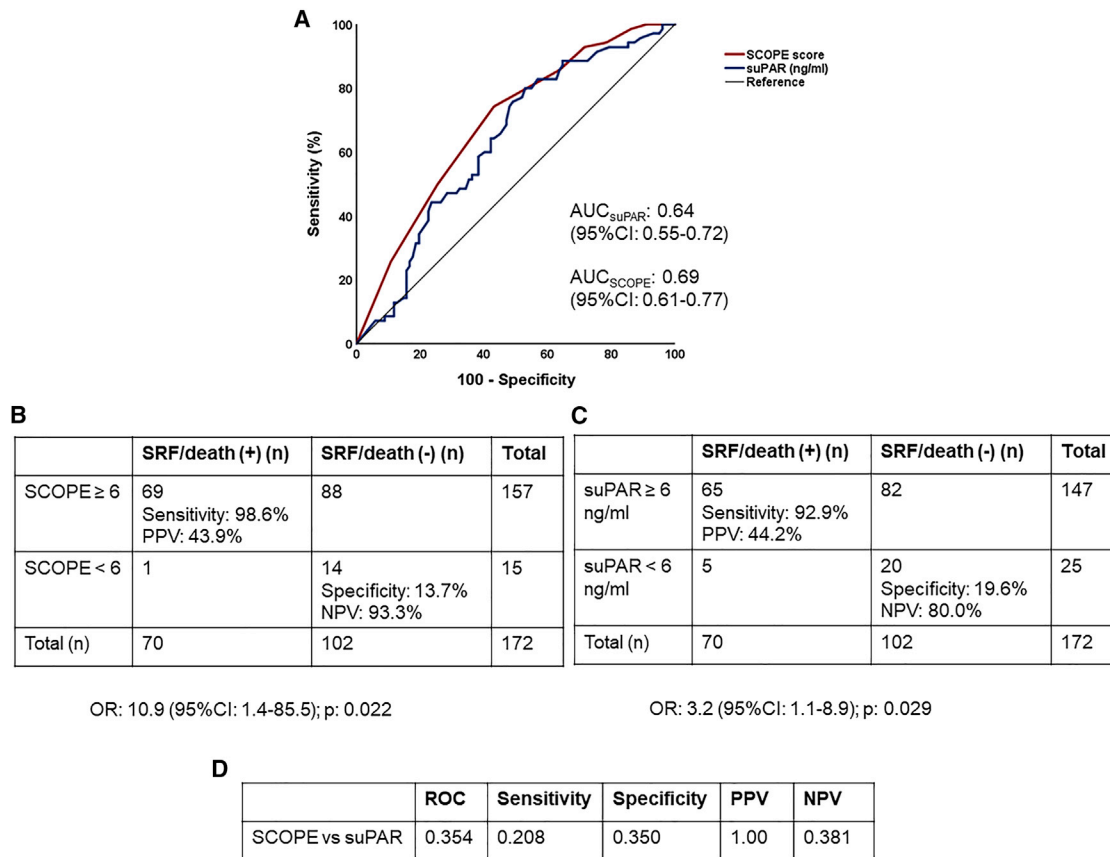 A
100
80
60
40
20
0
Sensitivity (%)
0 20 40 60 80 100
100 - Specificity
SCOPE score
suPAR (ng/ml)
Reference
AUCsuPAR: 0.64
(95%CI: 0.55-0.72)
AUCSCOPE: 0.69
(95%CI: 0.61-0.77)
B
SRF/death (+) (n) SRF/death (-) (n) Total
SCOPE ≥ 6 69 88 157
Sensitivity: 98.6%
PPV: 43.9%
SCOPE < 6 1 14 15
Specificity: 13.7%
NPV: 93.3%
Total (n) 70 102 172
OR: 10.9 (95%CI: 1.4-85.5); p: 0.022
C
SRF/death (+) (n) SRF/death (-) (n) Total
suPAR ≥ 6 65 82 147
ng/ml Sensitivity: 92.9%
PPV: 44.2%
suPAR < 6 5 20 25
ng/ml Specificity: 19.6%
NPV: 80.0%
Total (n) 70 102 172
OR: 3.2 (95%CI: 1.1-8.9); p: 0.029
D
ROC Sensitivity Specificity PPV NPV
SCOPE vs suPAR 0.354 0.208 0.350 1.00 0.381